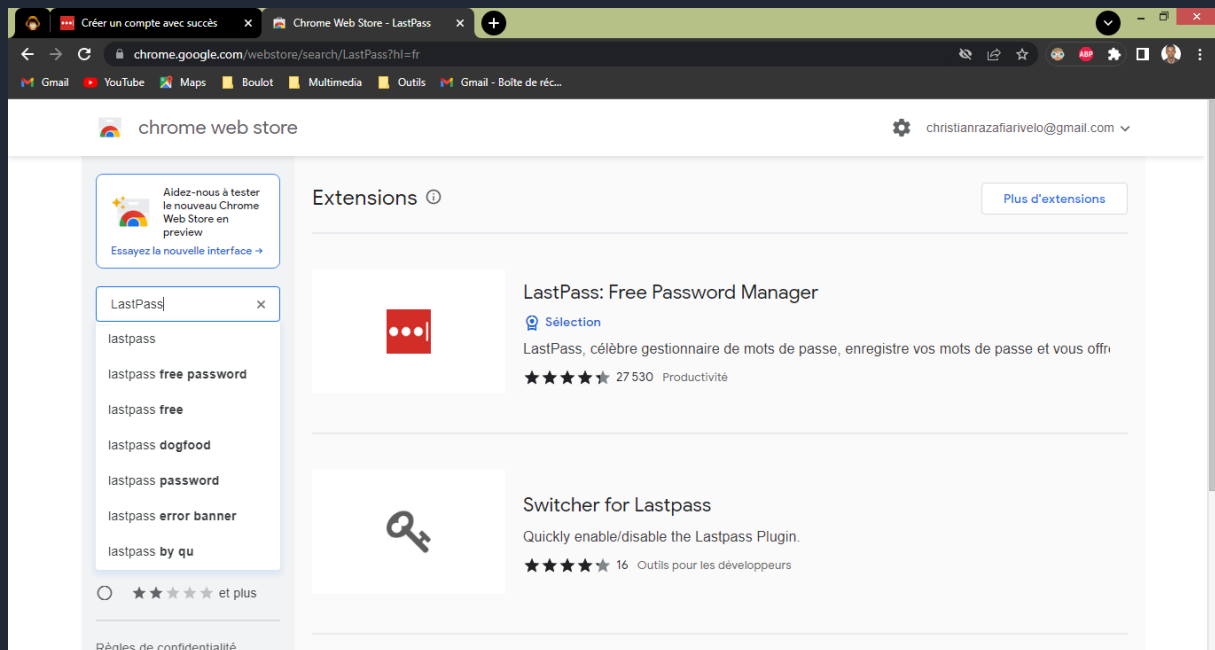 Créer un compte avec succès
Chrome Web Store - LastPass
chrome.google.com/webstore/search/LastPass?hl=fr
ABP
Gmail
YouTube
Maps
Boulot
Multimedia
Outils
Gmail - Boîte de réc...
chrome web store
christianrazafiarivelo@gmail.com
Aidez-nous à tester
le nouveau Chrome
Web Store en
preview
Essayez la nouvelle interface →
LastPass
lastpass
lastpass free password
lastpass free
lastpass dogfood
lastpass password
lastpass error banner
lastpass by qu
et plus
Règles de confidentialité
Extensions
Plus d'extensions
LastPass: Free Password Manager
Sélection
LastPass, célèbre gestionnaire de mots de passe, enregistre vos mots de passe et vous offre
27 530 Productivité
Switcher for Lastpass
Quickly enable/disable the Lastpass Plugin.
16 Outils pour les développeurs